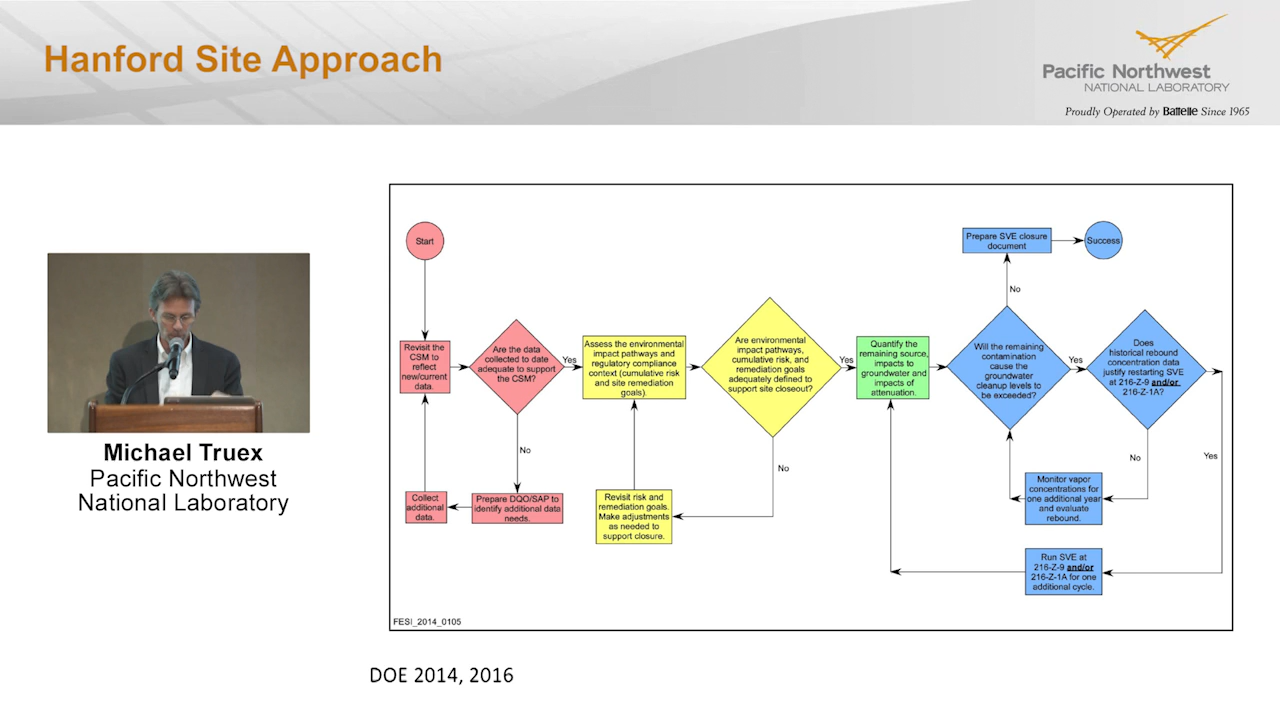 Hanford Site Approach
Pacific Northwest
NATIONAL LABORATORY
Proudly Operated by Battelle Since 1965
Michael Truex
Pacific Northwest
National Laboratory
Start
Revisit the
CSM to
reflect
new/current
data.
Are the data
collected to date
adequate to support
the CSM?
Yes
No
Prepare DQO/SAP to
identify additional data
needs.
Collect
additional
data.
Assess the environmental
impact pathways and
regulatory compliance
context (cumulative risk
and site remediation
goals).
Are environmental
impact pathways,
cumulative risk, and
remediation goals
adequately defined to
support site closeout?
Yes
No
Revisit risk and
remediation goals.
Make adjustments
as needed to
support closure.
Quantify the
remaining source,
impacts to
groundwater and
impacts of
attenuation.
Will the remaining
contamination
cause the
groundwater
cleanup levels to
be exceeded?
No
Prepare SVE closure
document
Success
Yes
Does
historical rebound
concentration data
justify restarting SVE
at 216-Z-9 and/or
216-Z-1A?
No
Yes
Monitor vapor
concentrations for
one additional year
and evaluate
rebound.
Run SVE at
216-Z-9 and/or
216-Z-1A for one
additional cycle.
FESI_2014_0105
DOE 2014, 2016